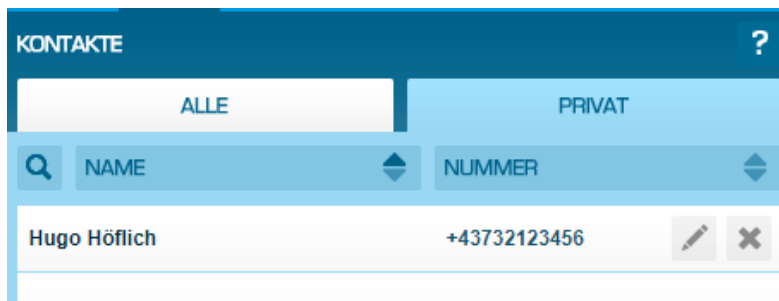 KONTAKTE ?
ALLE PRIVAT
NAME NUMMER
Hugo Höflich +43732123456